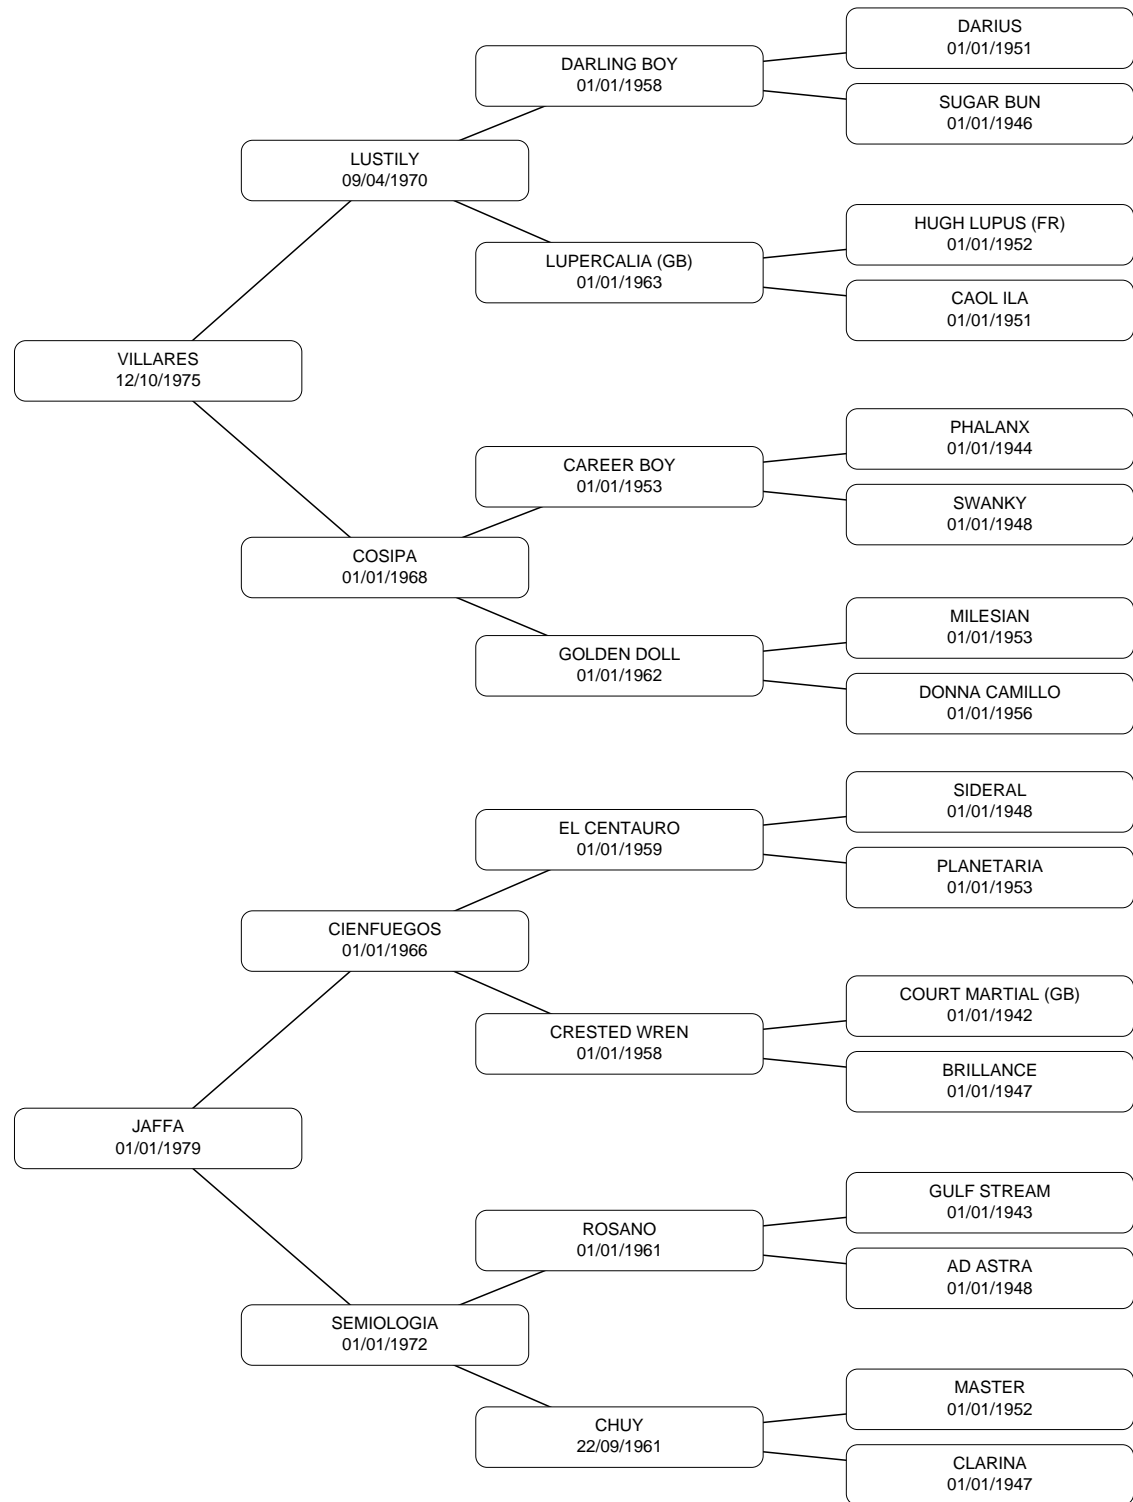 DARIUS
01/01/1951
DARLING BOY
01/01/1958
SUGAR BUN
01/01/1946
LUSTILY
09/04/1970
HUGH LUPUS (FR)
01/01/1952
LUPERCALIA (GB)
01/01/1963
CAOL ILA
01/01/1951
VILLARES
12/10/1975
PHALANX
01/01/1944
CAREER BOY
01/01/1953
SWANKY
01/01/1948
COSIPA
01/01/1968
MILESIAN
01/01/1953
GOLDEN DOLL
01/01/1962
DONNA CAMILLO
01/01/1956
SIDERAL
01/01/1948
EL CENTAURO
01/01/1959
PLANETARIA
01/01/1953
CIENFUEGOS
01/01/1966
COURT MARTIAL (GB)
01/01/1942
CRESTED WREN
01/01/1958
BRILLANCE
01/01/1947
JAFFA
01/01/1979
GULF STREAM
01/01/1943
ROSANO
01/01/1961
AD ASTRA
01/01/1948
SEMIOLOGIA
01/01/1972
MASTER
01/01/1952
CHUY
22/09/1961
CLARINA
01/01/1947